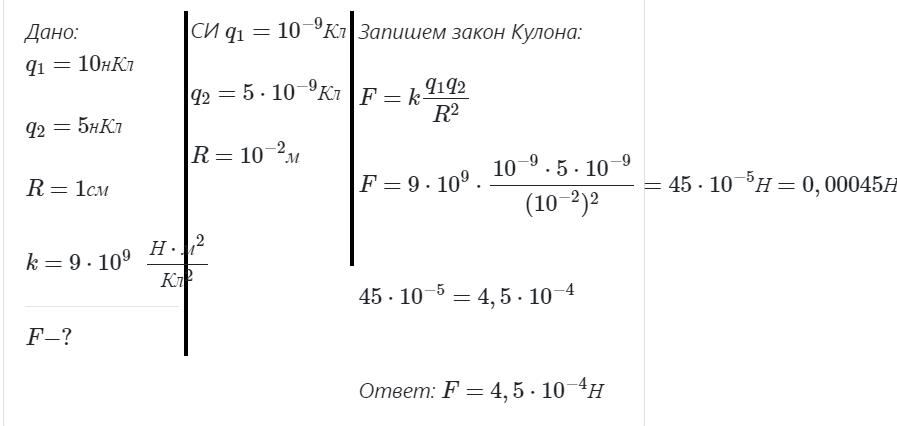 Дано:
q₁ = 10нКл
q₂ = 5нКл
R = 1см
k = 9 · 10⁹ (Н · м²)/(Кл²)
F−?
СИ q₁ = 10⁻⁹Кл
q₂ = 5 · 10⁻⁹Кл
R = 10⁻²м
Запишем закон Кулона:
F = k (q₁q₂)/(R²)
F = 9 · 10⁹ · (10⁻⁹ · 5 · 10⁻⁹)/((10⁻²)²) = 45 · 10⁻⁵Н = 0,00045Н
45 · 10⁻⁵ = 4,5 · 10⁻⁴
Ответ: F = 4,5 · 10⁻⁴Н